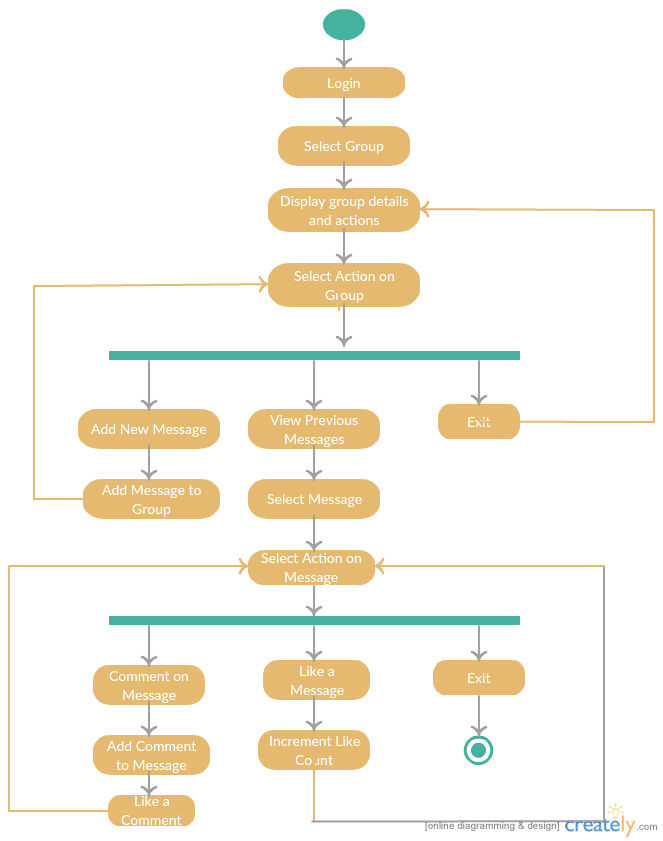 Login
Select Group
Display group details
and actions
Select Action on
Group
Add New Message
View Previous
Messages
Exit
Add Message to
Group
Select Message
Select Action on
Message
Comment on
Message
Like a
Message
Exit
Add Comment
to Message
Increment Like
Count
Like a
Comment
[online diagramming & design] creately.com